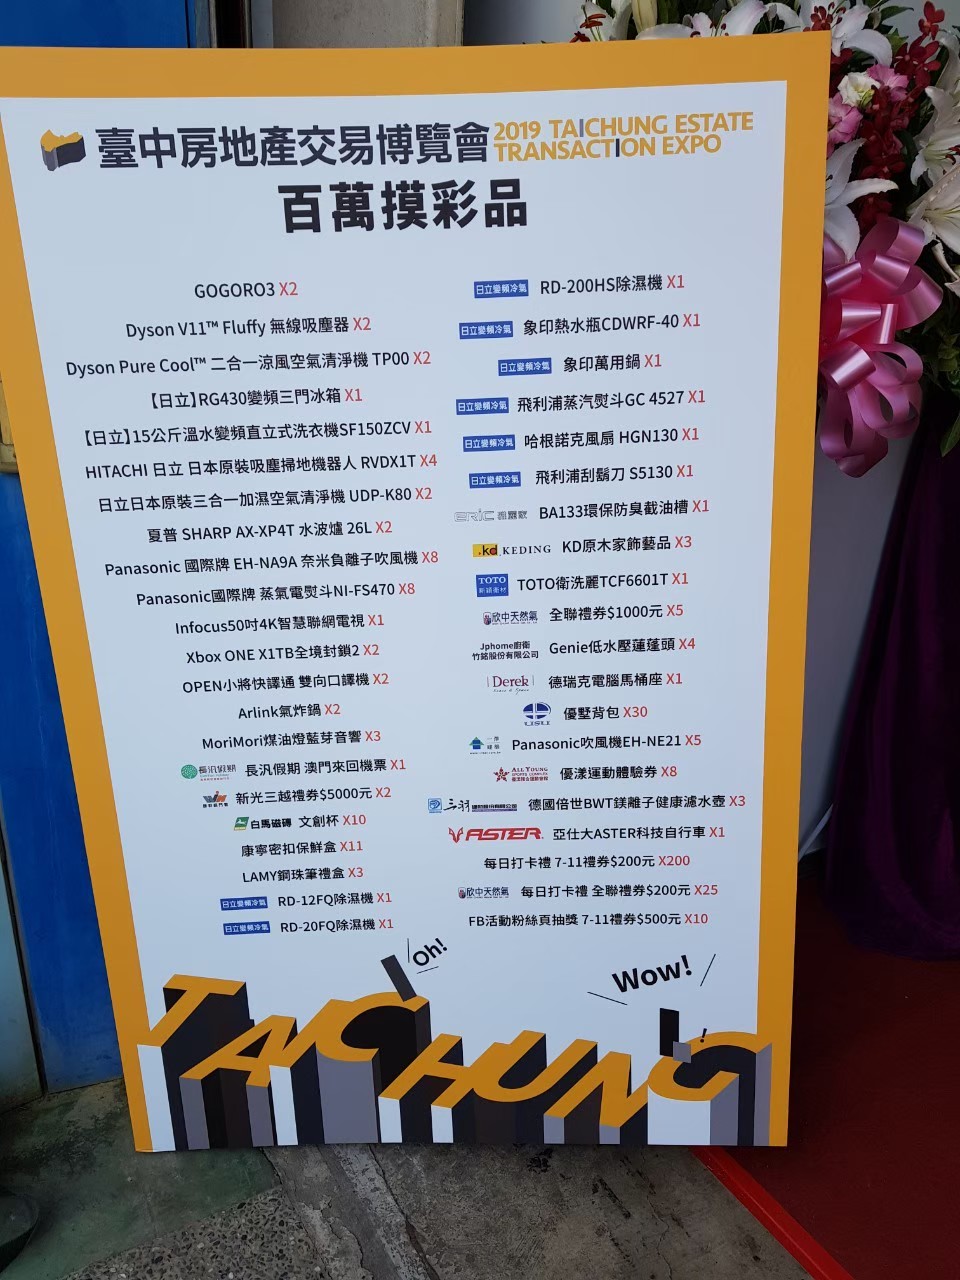 臺中房地產交易博覽會
2019 TAICHUNG ESTATE
TRANSACTION EXPO
百萬摸彩品
GOGORO3 X2
Dyson V11™ Fluffy 無線吸塵器 X2
Dyson Pure Cool™ 二合一涼風空氣清淨機 TP00 X2
【日立】RG430變頻三門冰箱 X1
【日立】15公斤溫水變頻直立式洗衣機SF150ZCV X1
HITACHI 日立 日本原裝吸塵掃地機器人 RVDX1T X4
日立日本原裝三合一加濕空氣清淨機 UDP-K80 X2
夏普 SHARP AX-XP4T 水波爐 26L X2
Panasonic 國際牌 EH-NA9A 奈米負離子吹風機 X8
Panasonic國際牌 蒸氣電熨斗NI-FS470 X8
Infocus50吋4K智慧聯網電視 X1
Xbox ONE X1TB全境封鎖2 X2
OPEN小將快譯通 雙向口譯機 X2
Arlink氣炸鍋 X2
MoriMori煤油燈藍芽音響 X3
長汎假期 長汎假期 澳門來回機票 X1
新光三越禮券$5000元 X2
白馬磁磚 文創杯 X10
康寧密扣保鮮盒 X11
LAMY鋼珠筆禮盒 X3
日立變頻冷氣 RD-12FQ除濕機 X1
日立變頻冷氣 RD-20FQ除濕機 X1
日立變頻冷氣 RD-200HS除濕機 X1
日立變頻冷氣 象印熱水瓶CDWRF-40 X1
日立變頻冷氣 象印萬用鍋 X1
日立變頻冷氣 飛利浦蒸汽熨斗GC 4527 X1
日立變頻冷氣 哈根諾克風扇 HGN130 X1
日立變頻冷氣 飛利浦刮鬍刀 S5130 X1
ERIC BA133環保防臭截油槽 X1
.kd KEDING KD原木家飾藝品 X3
TOTO TOTO衛洗麗TCF6601T X1
欣中天然氣 全聯禮券$1000元 X5
Jphome廚衛
竹銘股份有限公司 Genie低水壓蓮蓬頭 X4
Derek 德瑞克電腦馬桶座 X1
USU 優墅背包 X30
Panasonic吹風機EH-NE21 X5
ALL YOUNG 優漾運動體驗券 X8
三羽 德國倍世BWT鎂離子健康濾水壺 X3
ASTER 亞仕大ASTER科技自行車 X1
每日打卡禮 7-11禮券$200元 X200
欣中天然氣 每日打卡禮 全聯禮券$200元 X25
FB活動粉絲頁抽獎 7-11禮券$500元 X10
Oh!
Wow!
TAICHUNG